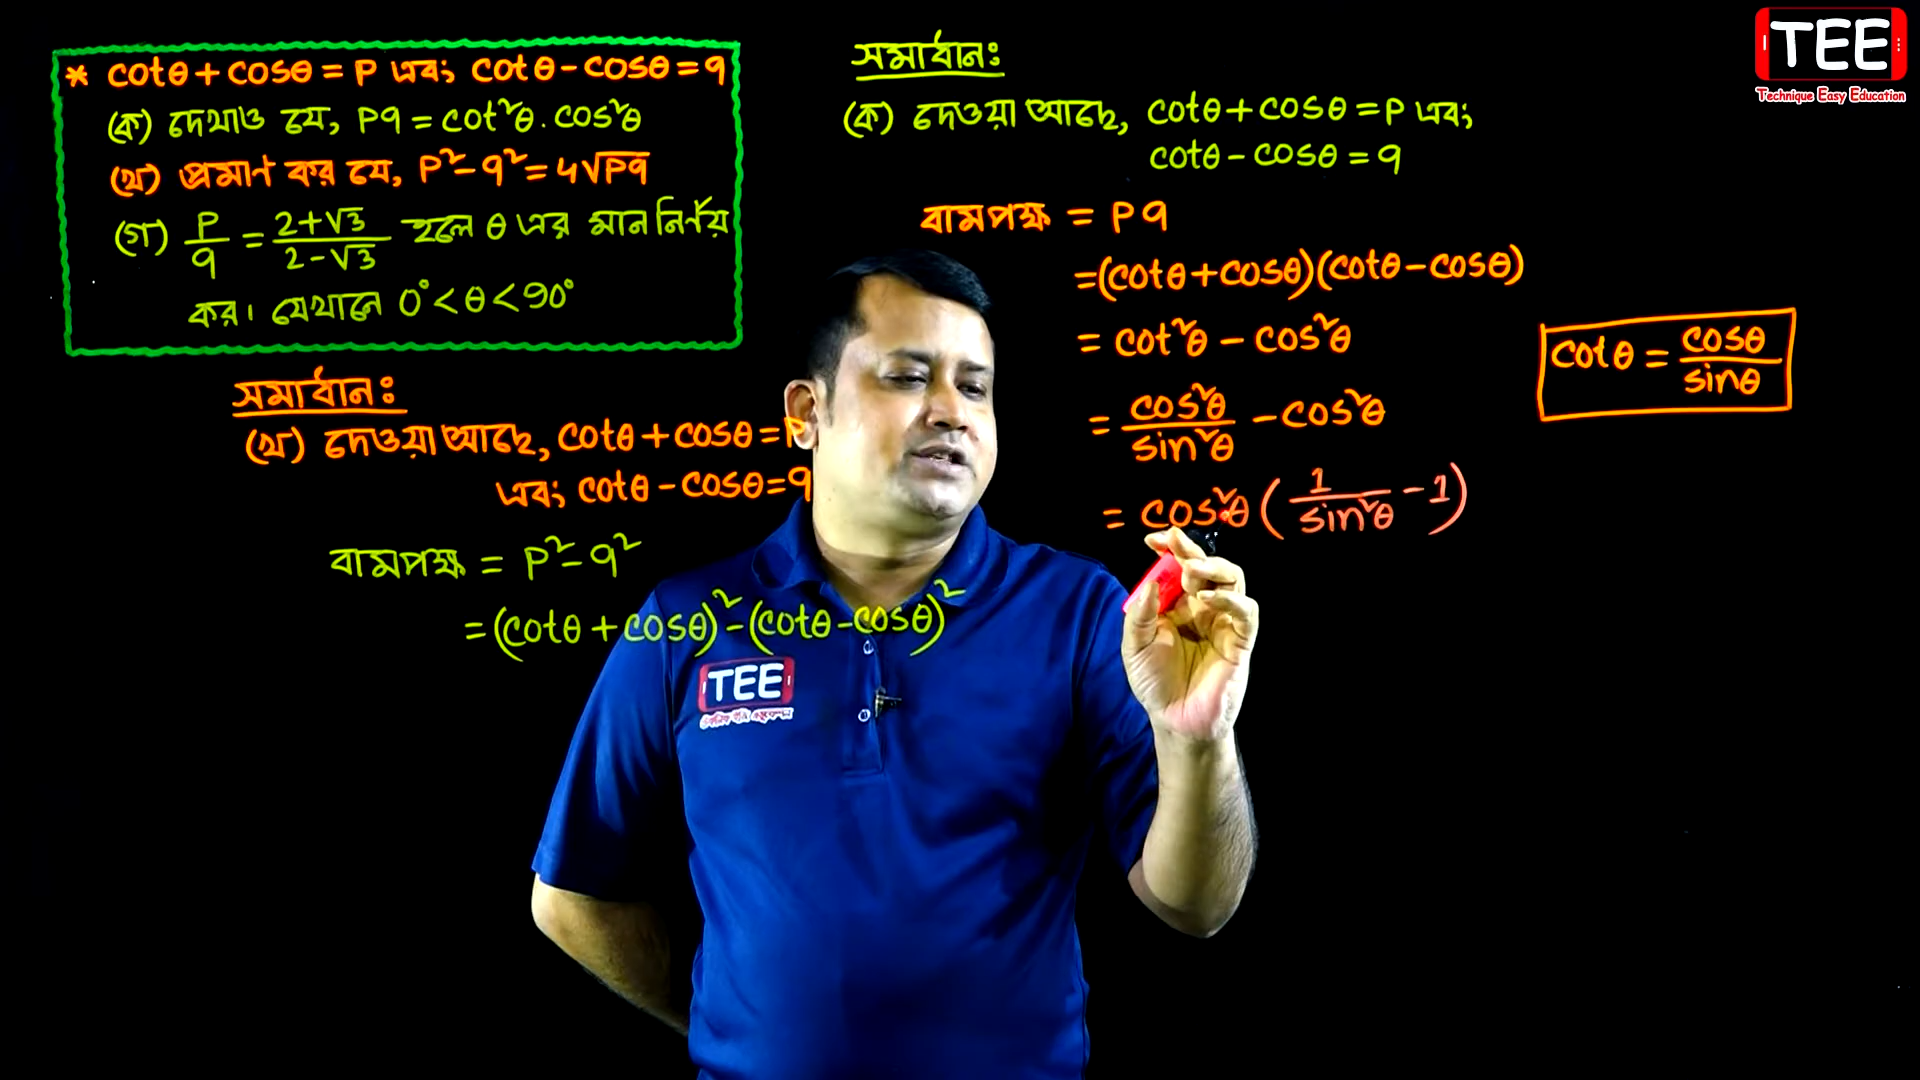 * cotθ + cosθ = P এবং cotθ - cosθ = q
(ক) দেখাও যে, Pq = cot²θ . cos²θ
(খ) প্রমাণ কর যে, P² - q² = 4√Pq
(গ) P/q = (2+√3)/(2-√3) হলে θ এর মান নির্ণয়
কর। যেখানে 0° < θ < 90°
সমাধানঃ
(খ) দেওয়া আছে, cotθ + cosθ = P
এবং cotθ - cosθ = q
বামপক্ষ = P² - q²
= (cotθ + cosθ)² - (cotθ - cosθ)²
সমাধানঃ
(ক) দেওয়া আছে, cotθ + cosθ = P এবং
cotθ - cosθ = q
বামপক্ষ = Pq
= (cotθ + cosθ)(cotθ - cosθ)
= cot²θ - cos²θ
= cos²θ/sin²θ - cos²θ
= cos²θ (1/sin²θ - 1)
cotθ = cosθ/sinθ
TEE
Technique Easy Education
TEE